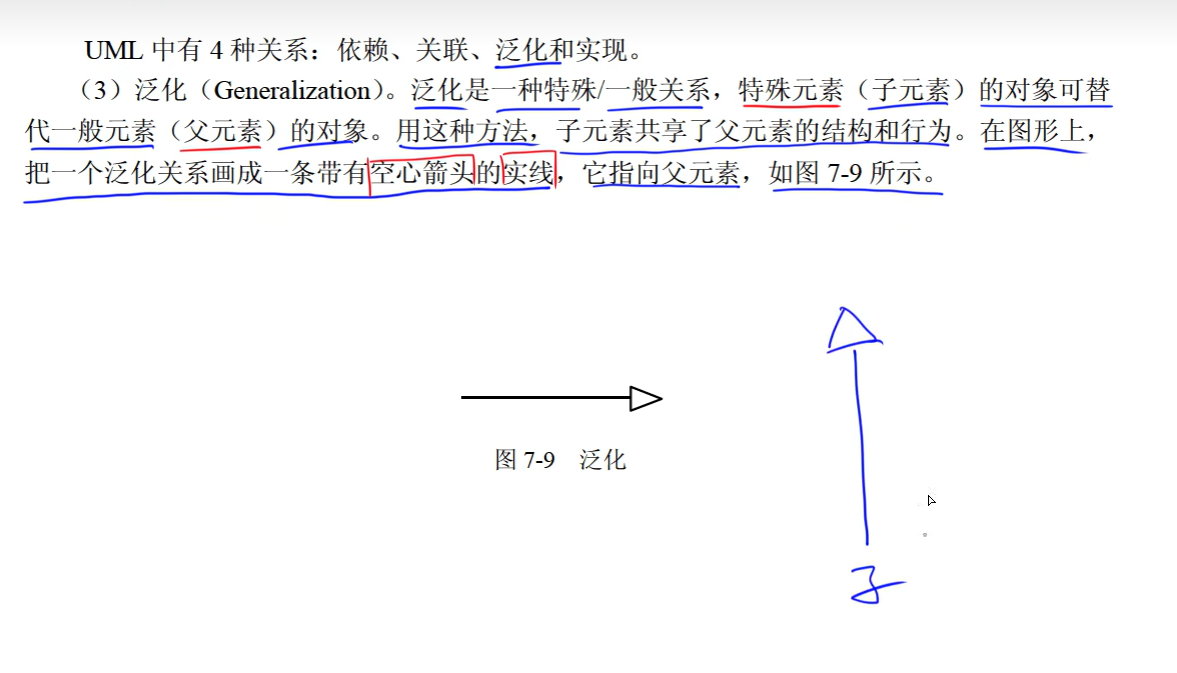 UML 中有 4 种关系：依赖、关联、泛化和实现。
（3）泛化（Generalization）。泛化是一种特殊/一般关系，特殊元素（子元素）的对象可替
代一般元素（父元素）的对象。用这种方法，子元素共享了父元素的结构和行为。在图形上，
把一个泛化关系画成一条带有空心箭头的实线，它指向父元素，如图 7-9 所示。
图 7-9 泛化
子